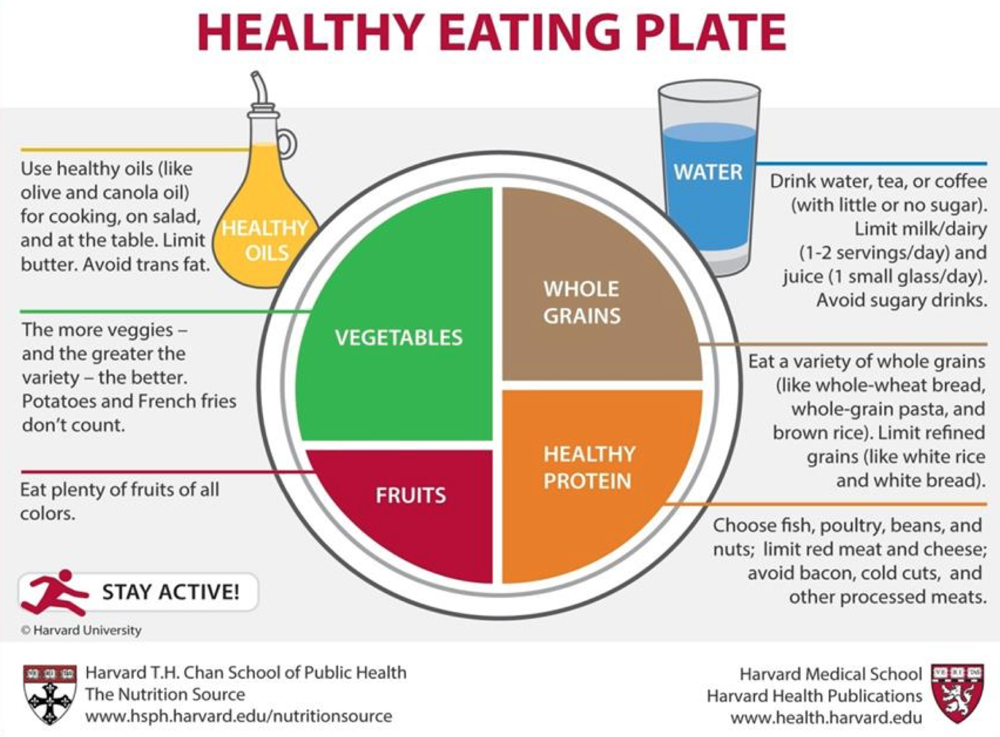 HEALTHY EATING PLATE
Use healthy oils (like
olive and canola oil)
for cooking, on salad,
and at the table. Limit
butter. Avoid trans fat.
HEALTHY
OILS
WATER
Drink water, tea, or coffee
(with little or no sugar).
Limit milk/dairy
(1-2 servings/day) and
juice (1 small glass/day).
Avoid sugary drinks.
The more veggies –
and the greater the
variety – the better.
Potatoes and French fries
don't count.
VEGETABLES
WHOLE
GRAINS
Eat a variety of whole grains
(like whole-wheat bread,
whole-grain pasta, and
brown rice). Limit refined
grains (like white rice
and white bread).
Eat plenty of fruits of all
colors.
FRUITS
HEALTHY
PROTEIN
Choose fish, poultry, beans, and
nuts; limit red meat and cheese;
avoid bacon, cold cuts, and
other processed meats.
STAY ACTIVE!
© Harvard University
VE RI TAS
Harvard T.H. Chan School of Public Health
The Nutrition Source
www.hsph.harvard.edu/nutritionsource
Harvard Medical School
Harvard Health Publications
www.health.harvard.edu
VE RI TAS